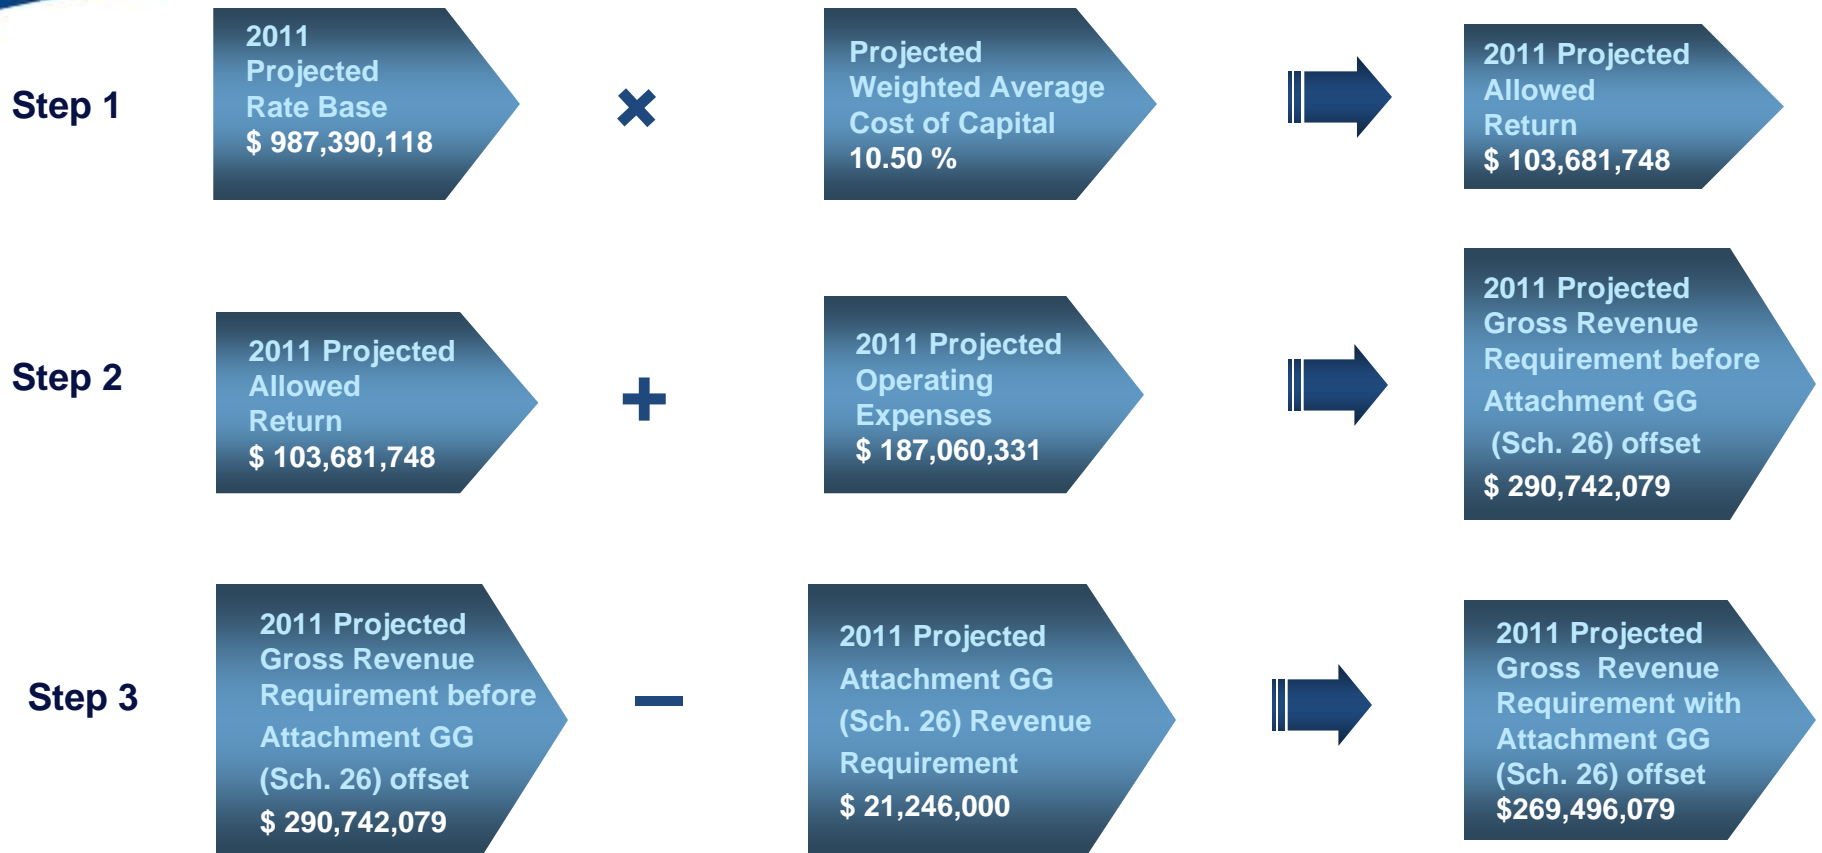 Step 1
2011
Projected
Rate Base
$ 987,390,118
×
Projected
Weighted Average
Cost of Capital
10.50 %
2011 Projected
Allowed
Return
$ 103,681,748
Step 2
2011 Projected
Allowed
Return
$ 103,681,748
+
2011 Projected
Operating
Expenses
$ 187,060,331
2011 Projected
Gross Revenue
Requirement before
Attachment GG
(Sch. 26) offset
$ 290,742,079
Step 3
2011 Projected
Gross Revenue
Requirement before
Attachment GG
(Sch. 26) offset
$ 290,742,079
−
2011 Projected
Attachment GG
(Sch. 26) Revenue
Requirement
$ 21,246,000
2011 Projected
Gross  Revenue
Requirement with
Attachment GG
(Sch. 26) offset
$269,496,079